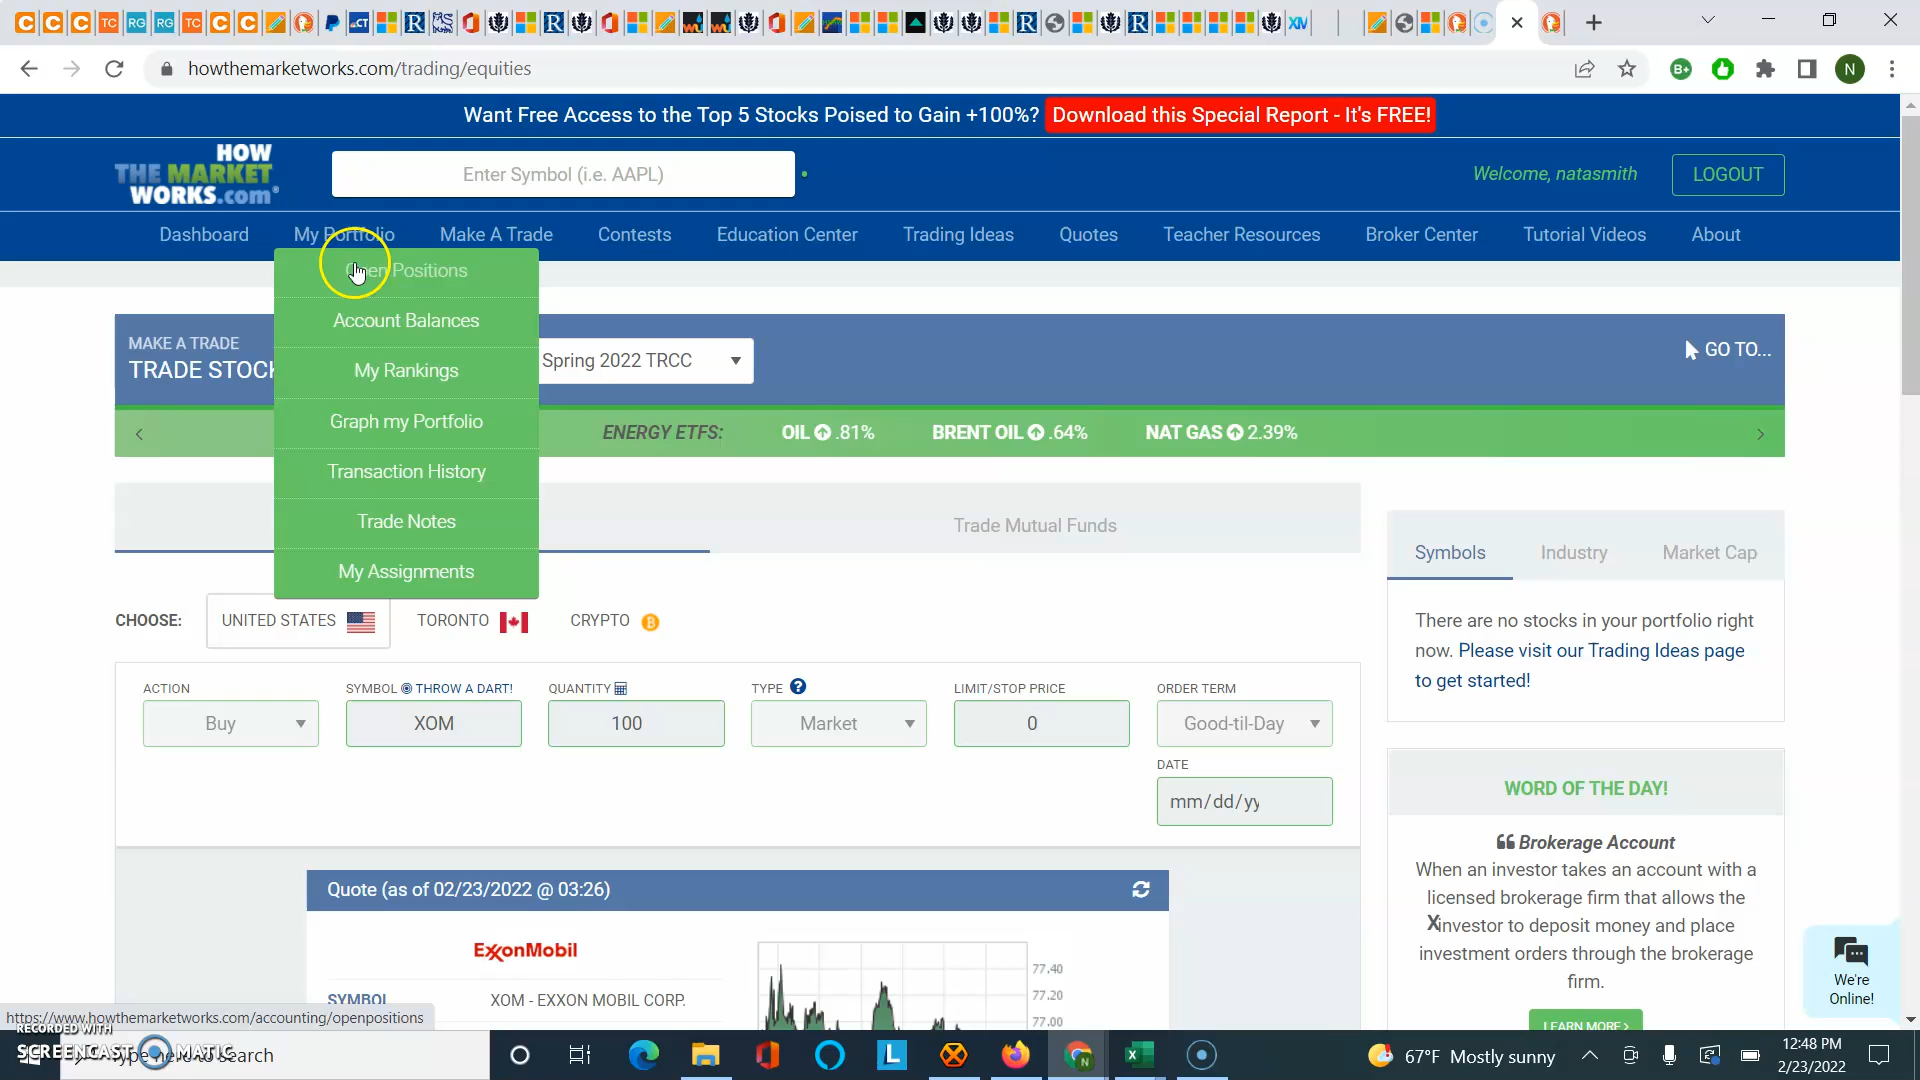 howthemarketworks.com/trading/equities
N
Want Free Access to the Top 5 Stocks Poised to Gain +100%? Download this Special Report - It's FREE!
HOW
THE MARKET
WORKS.com®
Enter Symbol (i.e. AAPL)
Welcome, natasmith
LOGOUT
Dashboard My Portfolio Make A Trade Contests Education Center Trading Ideas Quotes Teacher Resources Broker Center Tutorial Videos About
Open Positions
Account Balances
My Rankings
Graph my Portfolio
Transaction History
Trade Notes
My Assignments
MAKE A TRADE
TRADE STOCK
Spring 2022 TRCC
GO TO...
ENERGY ETFS: OIL .81% BRENT OIL .64% NAT GAS 2.39%
Trade Mutual Funds
CHOOSE: UNITED STATES TORONTO CRYPTO
ACTION SYMBOL THROW A DART! QUANTITY TYPE ? LIMIT/STOP PRICE ORDER TERM
Buy XOM 100 Market 0 Good-til-Day
DATE
mm/dd/yy
Quote (as of 02/23/2022 @ 03:26)
ExxonMobil
SYMBOL XOM - EXXON MOBIL CORP.
77.40
77.20
77.00
Symbols Industry Market Cap
There are no stocks in your portfolio right
now. Please visit our Trading Ideas page
to get started!
WORD OF THE DAY!
Brokerage Account
When an investor takes an account with a
licensed brokerage firm that allows the
investor to deposit money and place
investment orders through the brokerage
firm.
LEARN MORE >
X
We're
Online!
https://www.howthemarketworks.com/accounting/openpositions
RECORDED WITH
SCREENCAST MATIC
Type here to search
67°F Mostly sunny
12:48 PM
2/23/2022